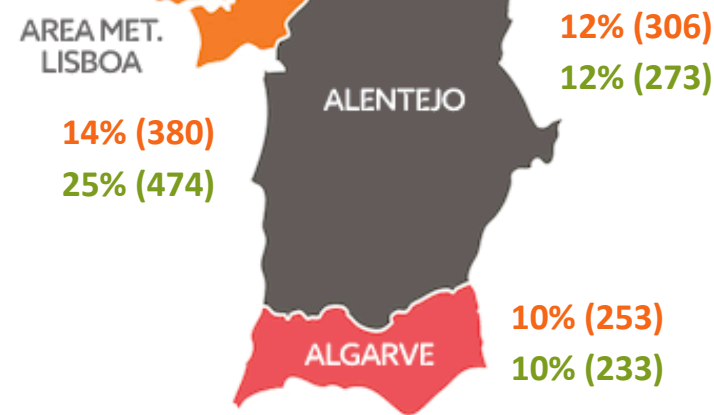 AREA MET.
LISBOA
12% (306)
12% (273)
ALENTEJO
14% (380)
25% (474)
10% (253)
ALGARVE
10% (233)